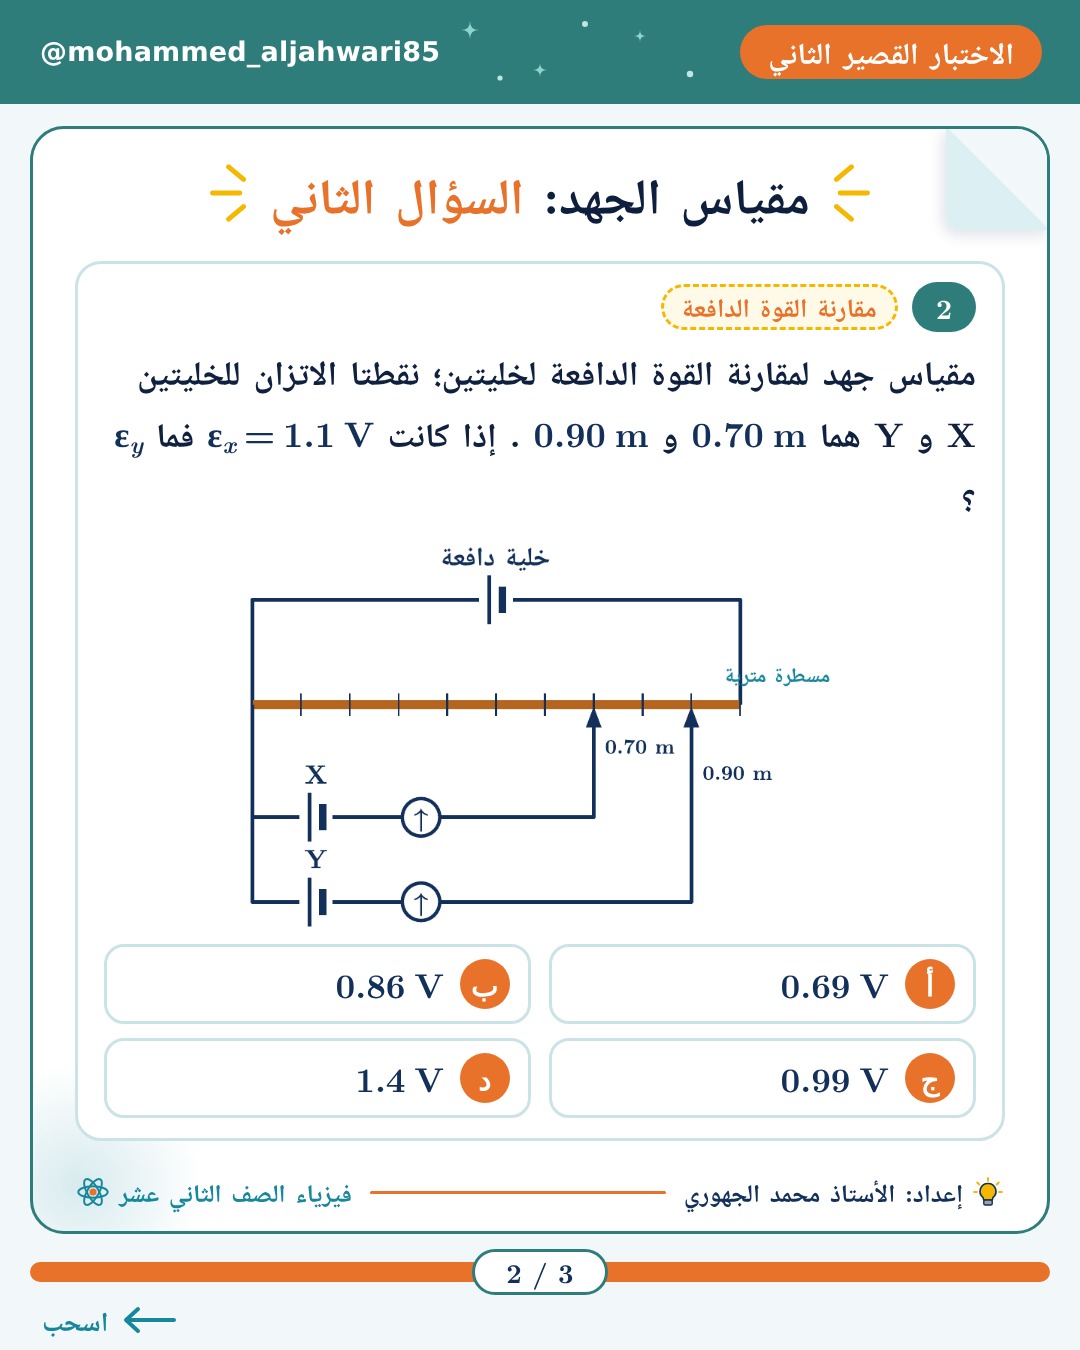 @mohammed_aljahwari85
الاختبار القصير الثاني
مقياس الجهد: السؤال الثاني
2
مقارنة القوة الدافعة
مقياس جهد لمقارنة القوة الدافعة لخليتين؛ نقطتا الاتزان للخليتين
X و Y هما 0.70 m و 0.90 m . إذا كانت εx = 1.1 V فما εy
؟
خلية دافعة
مسطرة مترية
0.70 m
0.90 m
X
↑
Y
↑
أ 0.69 V
ب 0.86 V
ج 0.99 V
د 1.4 V
إعداد: الأستاذ محمد الجهوري
فيزياء الصف الثاني عشر
2 / 3
اسحب